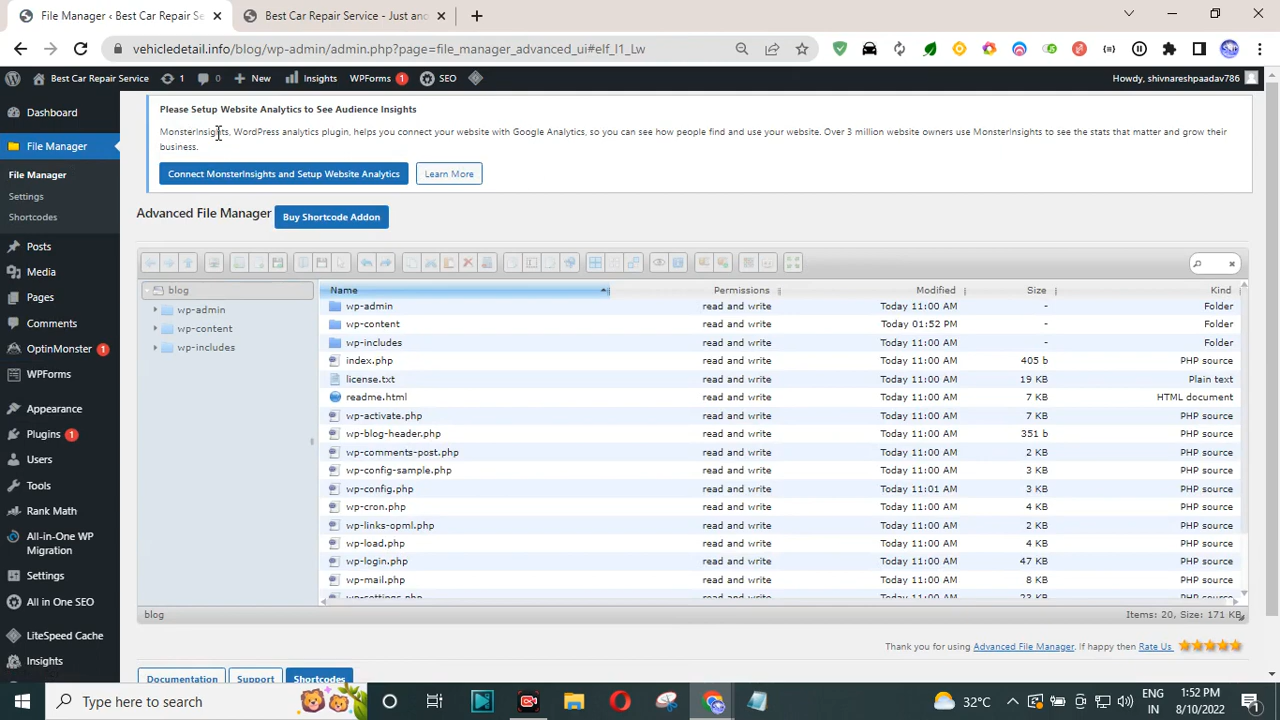 File Manager ‹ Best Car Repair Se
Best Car Repair Service - Just ano
vehicledetail.info/blog/wp-admin/admin.php?page=file_manager_advanced_ui#elf_l1_Lw
Best Car Repair Service 1 0 New Insights WPForms 1 SEO Howdy, shivnareshpaadav786
Please Setup Website Analytics to See Audience Insights
MonsterInsights, WordPress analytics plugin, helps you connect your website with Google Analytics, so you can see how people find and use your website. Over 3 million website owners use MonsterInsights to see the stats that matter and grow their
business.
Connect MonsterInsights and Setup Website Analytics Learn More
Dashboard
File Manager
File Manager
Settings
Shortcodes
Posts
Media
Pages
Comments
OptinMonster 1
WPForms
Appearance
Plugins 1
Users
Tools
Rank Math
All-in-One WP
Migration
Settings
All in One SEO
LiteSpeed Cache
Insights
Advanced File Manager Buy Shortcode Addon
blog
wp-admin
wp-content
wp-includes
Name Permissions Modified Size Kind
wp-admin read and write Today 11:00 AM - Folder
wp-content read and write Today 01:52 PM - Folder
wp-includes read and write Today 11:00 AM - Folder
index.php read and write Today 11:00 AM 405 b PHP source
license.txt read and write Today 11:00 AM 19 KB Plain text
readme.html read and write Today 11:00 AM 7 KB HTML document
wp-activate.php read and write Today 11:00 AM 7 KB PHP source
wp-blog-header.php read and write Today 11:00 AM 351 b PHP source
wp-comments-post.php read and write Today 11:00 AM 2 KB PHP source
wp-config-sample.php read and write Today 11:00 AM 3 KB PHP source
wp-config.php read and write Today 11:01 AM 3 KB PHP source
wp-cron.php read and write Today 11:00 AM 4 KB PHP source
wp-links-opml.php read and write Today 11:00 AM 2 KB PHP source
wp-load.php read and write Today 11:00 AM 4 KB PHP source
wp-login.php read and write Today 11:00 AM 47 KB PHP source
wp-mail.php read and write Today 11:00 AM 8 KB PHP source
wp-settings.php read and write Today 11:00 AM 23 KB PHP source
blog Items: 20, Size: 171 KB
Thank you for using Advanced File Manager. If happy then Rate Us
Documentation Support Shortcodes
Type here to search
32°C
ENG
IN
1:52 PM
8/10/2022
1